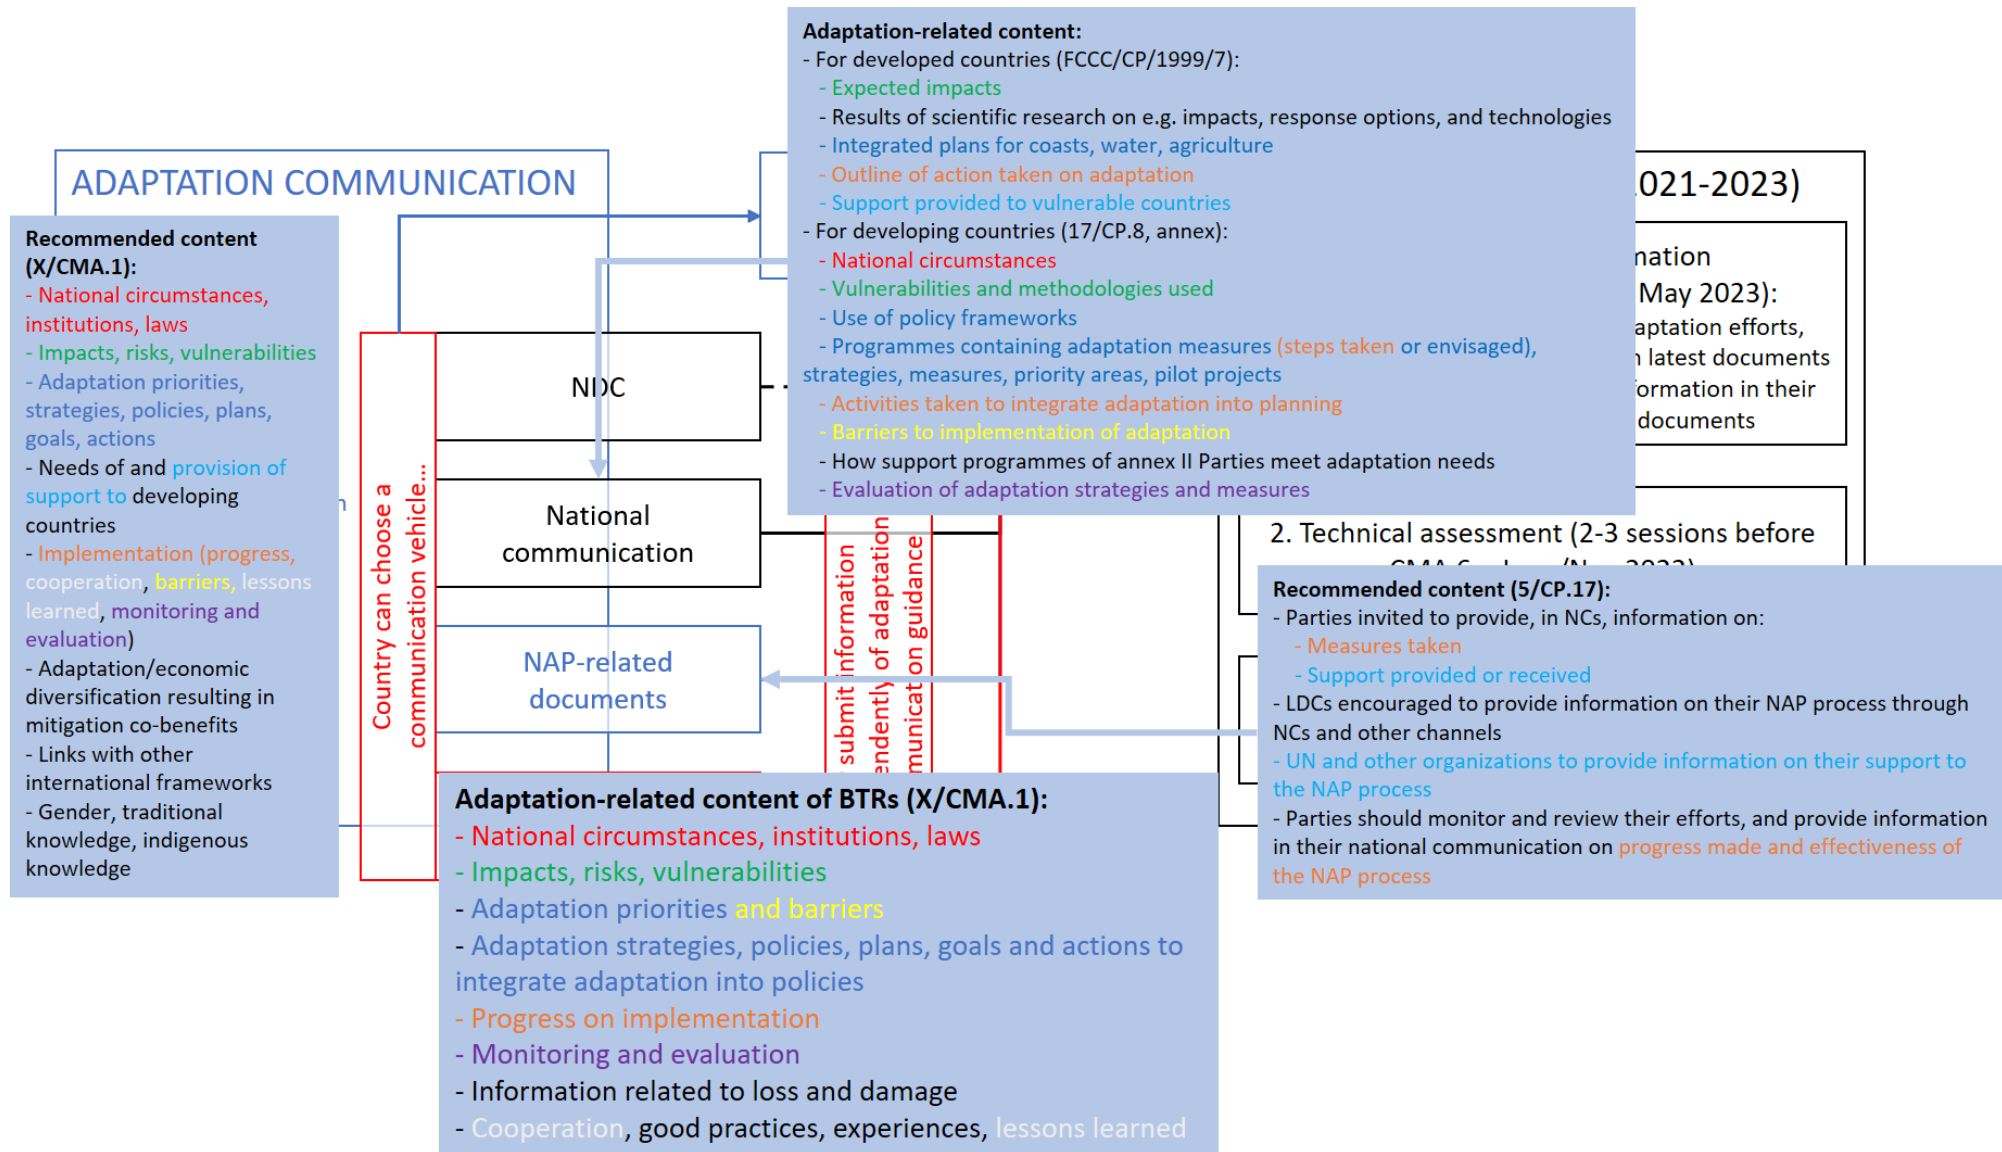 ADAPTATION COMMUNICATION
Recommended content
(X/CMA.1):
- National circumstances,
institutions, laws
- Impacts, risks, vulnerabilities
- Adaptation priorities,
strategies, policies, plans,
goals, actions
- Needs of and provision of
support to developing
countries
- Implementation (progress,
cooperation, barriers, lessons
learned, monitoring and
evaluation)
- Adaptation/economic
diversification resulting in
mitigation co-benefits
- Links with other
international frameworks
- Gender, traditional
knowledge, indigenous
knowledge
Country can choose a
communication vehicle...
NDC
National
communication
NAP-related
documents
Adaptation-related content:
- For developed countries (FCCC/CP/1999/7):
- Expected impacts
- Results of scientific research on e.g. impacts, response options, and technologies
- Integrated plans for coasts, water, agriculture
- Outline of action taken on adaptation
- Support provided to vulnerable countries
- For developing countries (17/CP.8, annex):
- National circumstances
- Vulnerabilities and methodologies used
- Use of policy frameworks
- Programmes containing adaptation measures (steps taken or envisaged),
strategies, measures, priority areas, pilot projects
- Activities taken to integrate adaptation into planning
- Barriers to implementation of adaptation
- How support programmes of annex II Parties meet adaptation needs
- Evaluation of adaptation strategies and measures
submit information
endently of adaptation
munication guidance
Adaptation-related content of BTRs (X/CMA.1):
- National circumstances, institutions, laws
- Impacts, risks, vulnerabilities
- Adaptation priorities and barriers
- Adaptation strategies, policies, plans, goals and actions to
integrate adaptation into policies
- Progress on implementation
- Monitoring and evaluation
- Information related to loss and damage
- Cooperation, good practices, experiences, lessons learned
021-2023)
mation
May 2023):
aptation efforts,
latest documents
formation in their
documents
2. Technical assessment (2-3 sessions before
Recommended content (5/CP.17):
- Parties invited to provide, in NCs, information on:
- Measures taken
- Support provided or received
- LDCs encouraged to provide information on their NAP process through
NCs and other channels
- UN and other organizations to provide information on their support to
the NAP process
- Parties should monitor and review their efforts, and provide information
in their national communication on progress made and effectiveness of
the NAP process